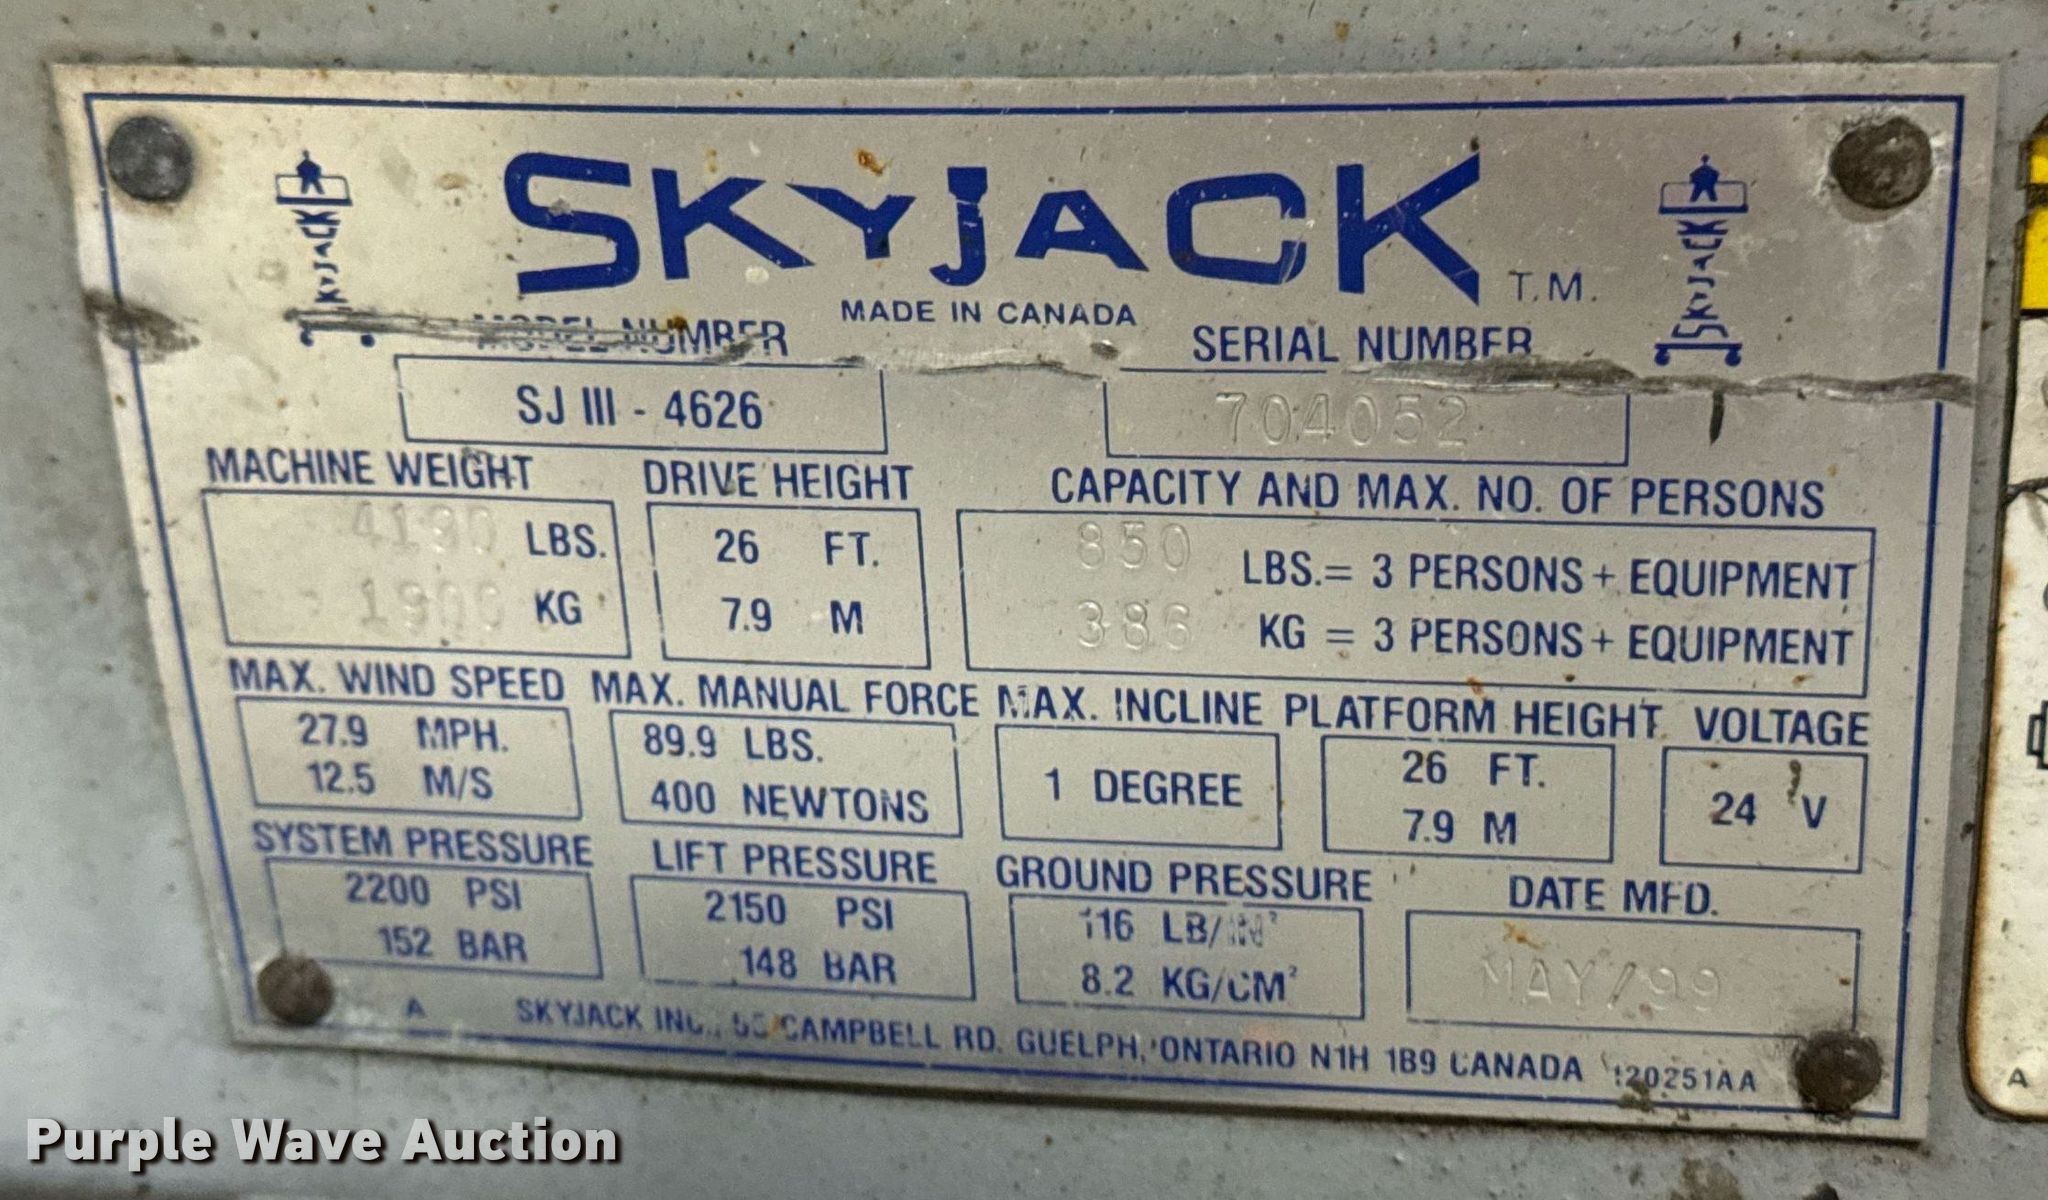 SKYJACK
SKYJACK T.M.
SKYJACK
MADE IN CANADA
MODEL NUMBER
SERIAL NUMBER
SJ III - 4626
704052
MACHINE WEIGHT
DRIVE HEIGHT
CAPACITY AND MAX. NO. OF PERSONS
4190 LBS.
1900 KG
26 FT.
7.9 M
850 LBS.= 3 PERSONS + EQUIPMENT
386 KG = 3 PERSONS + EQUIPMENT
MAX. WIND SPEED
MAX. MANUAL FORCE
MAX. INCLINE
PLATFORM HEIGHT
VOLTAGE
27.9 MPH.
12.5 M/S
89.9 LBS.
400 NEWTONS
1 DEGREE
26 FT.
7.9 M
24 V
SYSTEM PRESSURE
LIFT PRESSURE
GROUND PRESSURE
DATE MFD.
2200 PSI
152 BAR
2150 PSI
148 BAR
116 LB/IN²
8.2 KG/CM²
MAY/99
A SKYJACK INC., 55 CAMPBELL RD. GUELPH, ONTARIO N1H 1B9 CANADA 120251AA
A
Purple Wave Auction